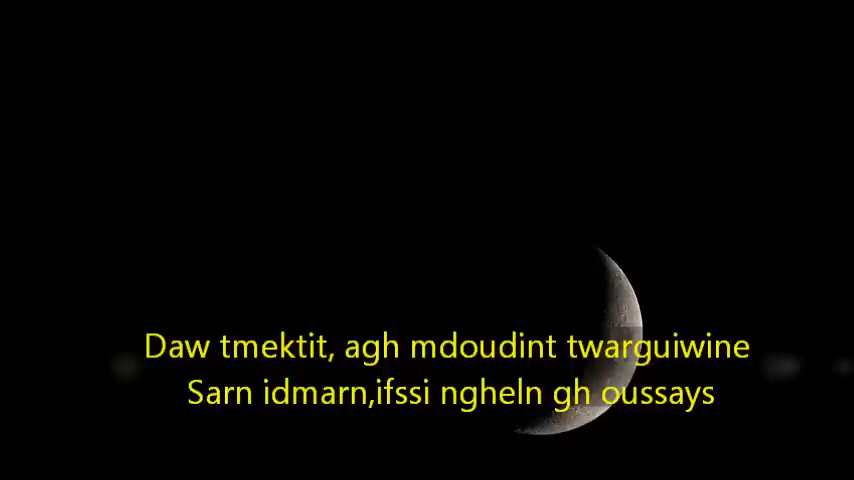 Daw tmektit, agh mdoudint twarguiwine
Sarn idmarn,ifssi ngheln gh oussays